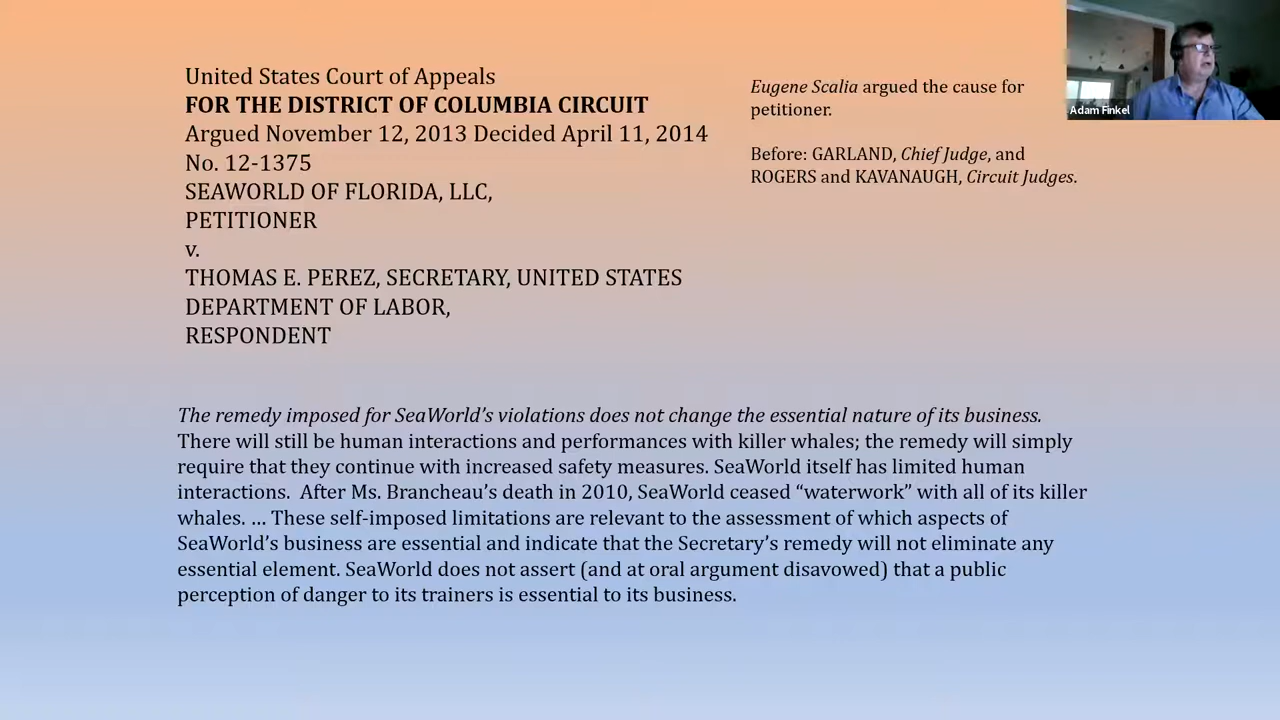 United States Court of Appeals
FOR THE DISTRICT OF COLUMBIA CIRCUIT
Argued November 12, 2013 Decided April 11, 2014
No. 12-1375
SEAWORLD OF FLORIDA, LLC,
PETITIONER
v.
THOMAS E. PEREZ, SECRETARY, UNITED STATES
DEPARTMENT OF LABOR,
RESPONDENT
Eugene Scalia argued the cause for
petitioner.
Before: GARLAND, Chief Judge, and
ROGERS and KAVANAUGH, Circuit Judges.
Adam Finkel
The remedy imposed for SeaWorld’s violations does not change the essential nature of its business.
There will still be human interactions and performances with killer whales; the remedy will simply
require that they continue with increased safety measures. SeaWorld itself has limited human
interactions.  After Ms. Brancheau’s death in 2010, SeaWorld ceased “waterwork” with all of its killer
whales. … These self-imposed limitations are relevant to the assessment of which aspects of
SeaWorld’s business are essential and indicate that the Secretary’s remedy will not eliminate any
essential element. SeaWorld does not assert (and at oral argument disavowed) that a public
perception of danger to its trainers is essential to its business.